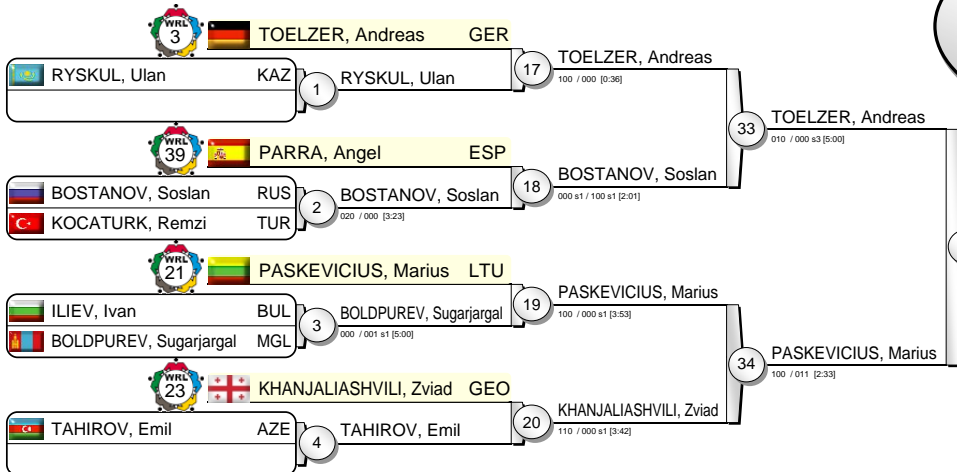 WRL 3 TOELZER, Andreas GER
RYSKUL, Ulan KAZ
1 RYSKUL, Ulan
17 TOELZER, Andreas
100 / 000 [0:36]
WRL 39 PARRA, Angel ESP
BOSTANOV, Soslan RUS
KOCATURK, Remzi TUR
2 BOSTANOV, Soslan
020 / 000 [3:23]
18 BOSTANOV, Soslan
000 s1 / 100 s1 [2:01]
33 TOELZER, Andreas
010 / 000 s3 [5:00]
WRL 21 PASKEVICIUS, Marius LTU
ILIEV, Ivan BUL
BOLDPUREV, Sugarjargal MGL
3 BOLDPUREV, Sugarjargal
000 / 001 s1 [5:00]
19 PASKEVICIUS, Marius
100 / 000 s1 [3:53]
WRL 23 KHANJALIASHVILI, Zviad GEO
TAHIROV, Emil AZE
4 TAHIROV, Emil
20 KHANJALIASHVILI, Zviad
110 / 000 s1 [3:42]
34 PASKEVICIUS, Marius
100 / 011 [2:33]